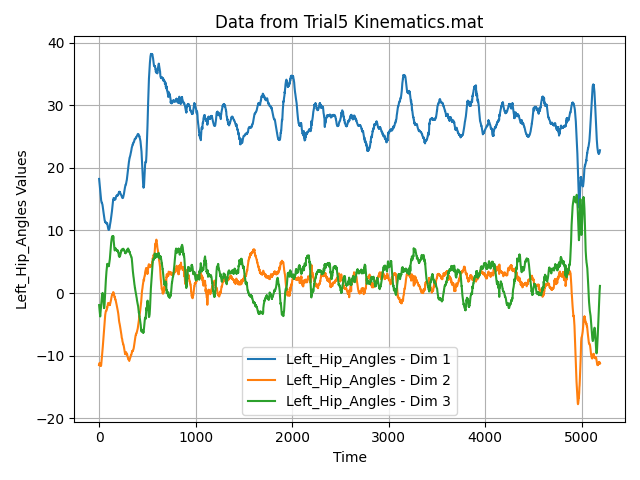 Data from Trial5 Kinematics.mat
Left_Hip_Angles Values
40
30
20
10
0
−10
−20
Left_Hip_Angles - Dim 1
Left_Hip_Angles - Dim 2
Left_Hip_Angles - Dim 3
0 1000 2000 3000 4000 5000
Time